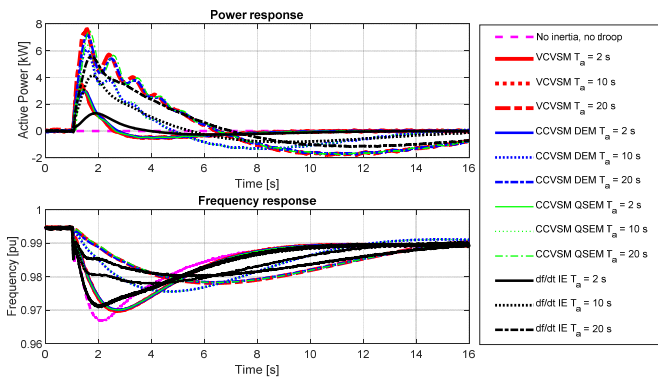 Power response
8
6
4
2
0
-2
Active Power [kW]
0 2 4 6 8 10 12 14 16
Time [s]
Frequency response
1
0.99
0.98
0.97
0.96
Frequency [pu]
0 2 4 6 8 10 12 14 16
Time [s]
No inertia, no droop
VCVSM Ta = 2 s
VCVSM Ta = 10 s
VCVSM Ta = 20 s
CCVSM DEM Ta = 2 s
CCVSM DEM Ta = 10 s
CCVSM DEM Ta = 20 s
CCVSM QSEM Ta = 2 s
CCVSM QSEM Ta = 10 s
CCVSM QSEM Ta = 20 s
df/dt IE Ta = 2 s
df/dt IE Ta = 10 s
df/dt IE Ta = 20 s